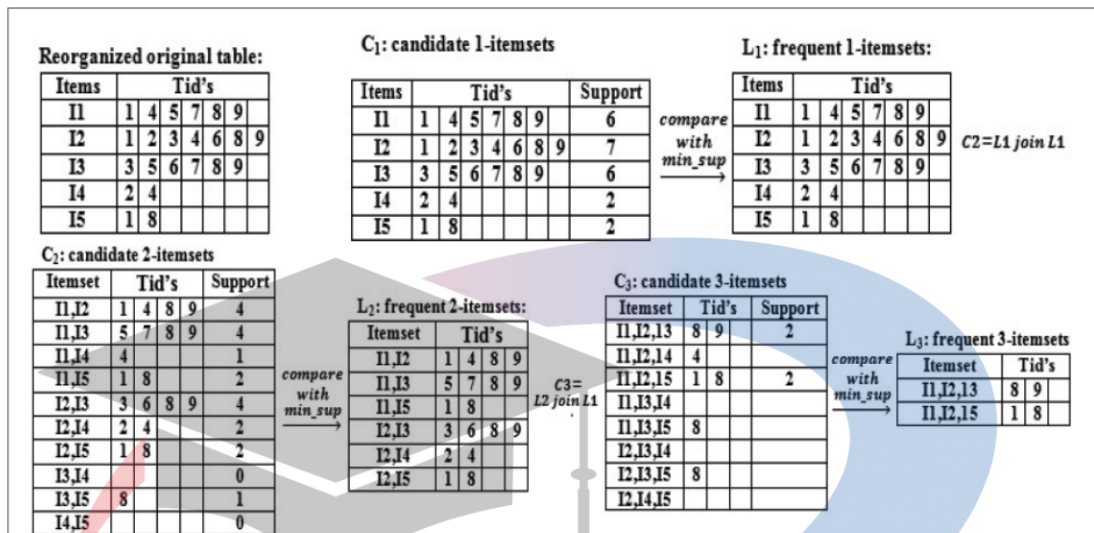 Reorganized original table:
Items Tid's
I1 1 4 5 7 8 9
I2 1 2 3 4 6 8 9
I3 3 5 6 7 8 9
I4 2 4
I5 1 8
C1: candidate 1-itemsets
Items Tid's Support
I1 1 4 5 7 8 9 6
I2 1 2 3 4 6 8 9 7
I3 3 5 6 7 8 9 6
I4 2 4 2
I5 1 8 2
compare
with
min_sup
L1: frequent 1-itemsets:
Items Tid's
I1 1 4 5 7 8 9
I2 1 2 3 4 6 8 9
I3 3 5 6 7 8 9
I4 2 4
I5 1 8
C2=L1 join L1
C2: candidate 2-itemsets
Itemset Tid's Support
I1,I2 1 4 8 9 4
I1,I3 5 7 8 9 4
I1,I4 4 1
I1,I5 1 8 2
I2,I3 3 6 8 9 4
I2,I4 2 4 2
I2,I5 1 8 2
I3,I4 0
I3,I5 8 1
I4,I5 0
compare
with
min_sup
L2: frequent 2-itemsets:
Itemset Tid's
I1,I2 1 4 8 9
I1,I3 5 7 8 9
I1,I5 1 8
I2,I3 3 6 8 9
I2,I4 2 4
I2,I5 1 8
C3=
L2 join L1
C3: candidate 3-itemsets
Itemset Tid's Support
I1,I2,13 8 9 2
I1,I2,14 4
I1,I2,15 1 8 2
I1,I3,I4
I1,I3,I5 8
I2,I3,I4
I2,I3,I5 8
I2,I4,I5
compare
with
min_sup
L3: frequent 3-itemsets
Itemset Tid's
I1,I2,13 8 9
I1,I2,15 1 8